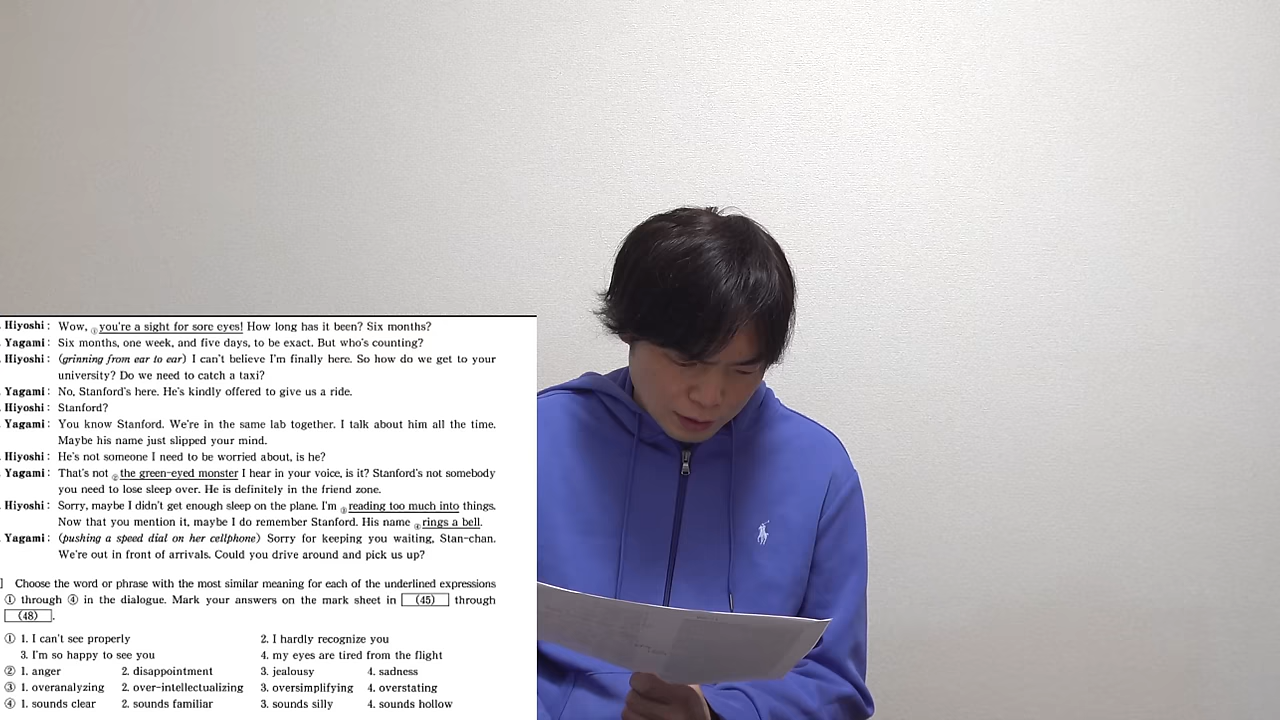 Hiyoshi : Wow, ①you're a sight for sore eyes! How long has it been? Six months?
Yagami : Six months, one week, and five days, to be exact. But who's counting?
Hiyoshi : (grinning from ear to ear) I can't believe I'm finally here. So how do we get to your
university? Do we need to catch a taxi?
Yagami : No, Stanford's here. He's kindly offered to give us a ride.
Hiyoshi : Stanford?
Yagami : You know Stanford. We're in the same lab together. I talk about him all the time.
Maybe his name just slipped your mind.
Hiyoshi : He's not someone I need to be worried about, is he?
Yagami : That's not ②the green-eyed monster I hear in your voice, is it? Stanford's not somebody
you need to lose sleep over. He is definitely in the friend zone.
Hiyoshi : Sorry, maybe I didn't get enough sleep on the plane. I'm ③reading too much into things.
Now that you mention it, maybe I do remember Stanford. His name ④rings a bell.
Yagami : (pushing a speed dial on her cellphone) Sorry for keeping you waiting, Stan-chan.
We're out in front of arrivals. Could you drive around and pick us up?
] Choose the word or phrase with the most similar meaning for each of the underlined expressions
① through ④ in the dialogue. Mark your answers on the mark sheet in (45) through
(48).
① 1. I can't see properly 2. I hardly recognize you
3. I'm so happy to see you 4. my eyes are tired from the flight
② 1. anger 2. disappointment 3. jealousy 4. sadness
③ 1. overanalyzing 2. over-intellectualizing 3. oversimplifying 4. overstating
④ 1. sounds clear 2. sounds familiar 3. sounds silly 4. sounds hollow